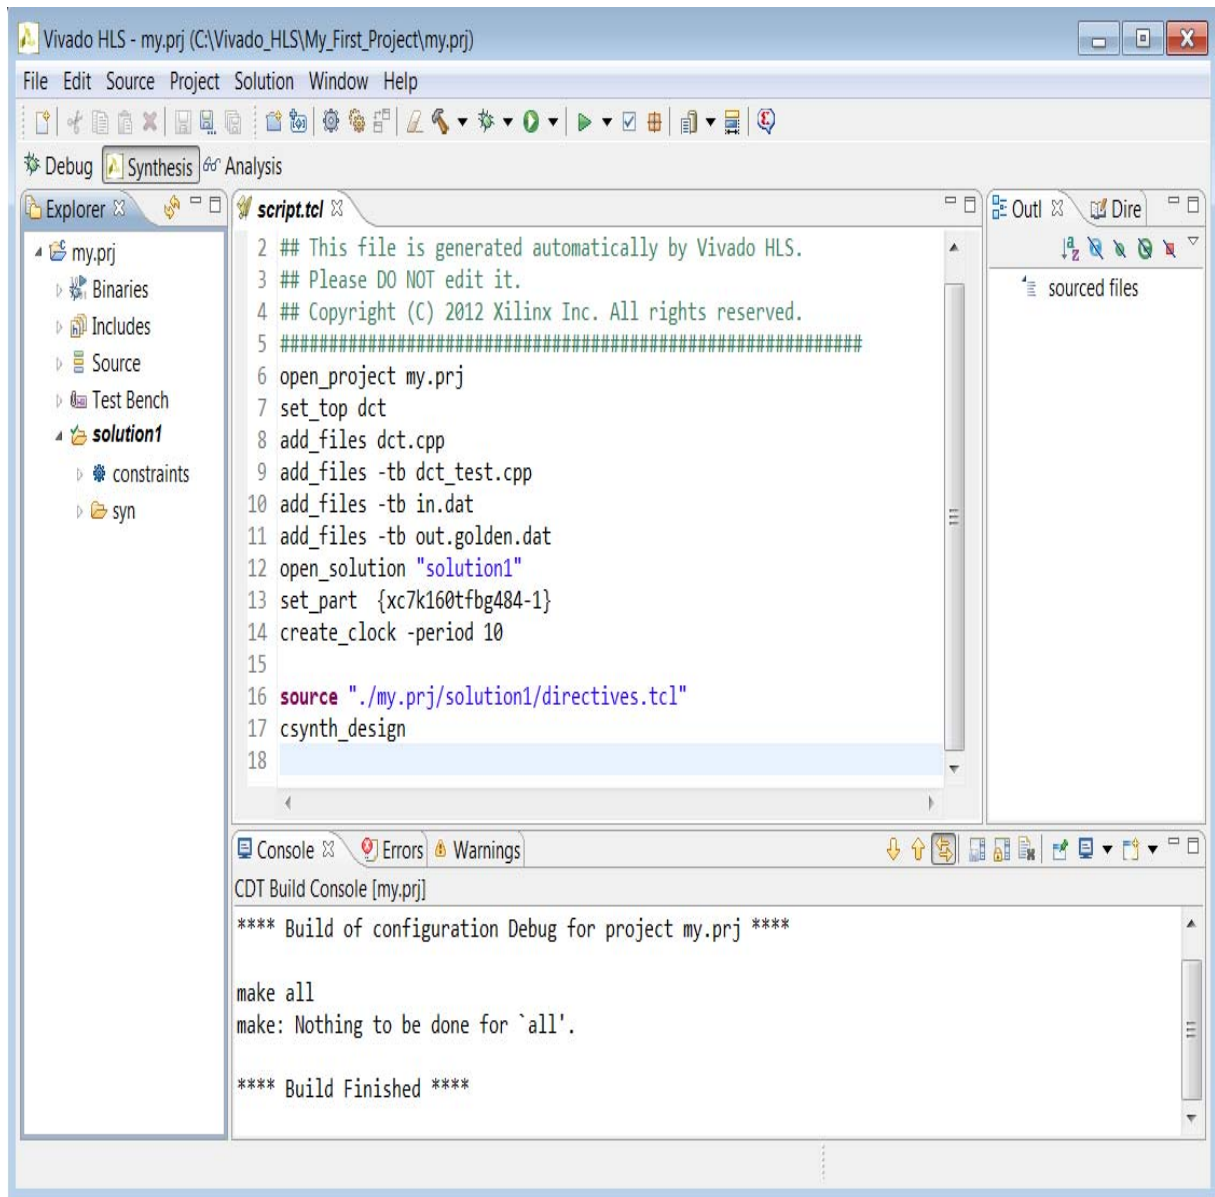 Vivado HLS - my.prj (C:\Vivado_HLS\My_First_Project\my.prj)
File Edit Source Project Solution Window Help
Debug Synthesis Analysis
Explorer
my.prj
Binaries
Includes
Source
Test Bench
solution1
constraints
syn
script.tcl
2 ## This file is generated automatically by Vivado HLS.
3 ## Please DO NOT edit it.
4 ## Copyright (C) 2012 Xilinx Inc. All rights reserved.
5 ############################################################
6 open_project my.prj
7 set_top dct
8 add_files dct.cpp
9 add_files -tb dct_test.cpp
10 add_files -tb in.dat
11 add_files -tb out.golden.dat
12 open_solution "solution1"
13 set_part  {xc7k160tfbg484-1}
14 create_clock -period 10
15
16 source "./my.prj/solution1/directives.tcl"
17 csynth_design
18
Outl Dire
sourced files
Console Errors Warnings
CDT Build Console [my.prj]
**** Build of configuration Debug for project my.prj ****
make all
make: Nothing to be done for `all'.
**** Build Finished ****